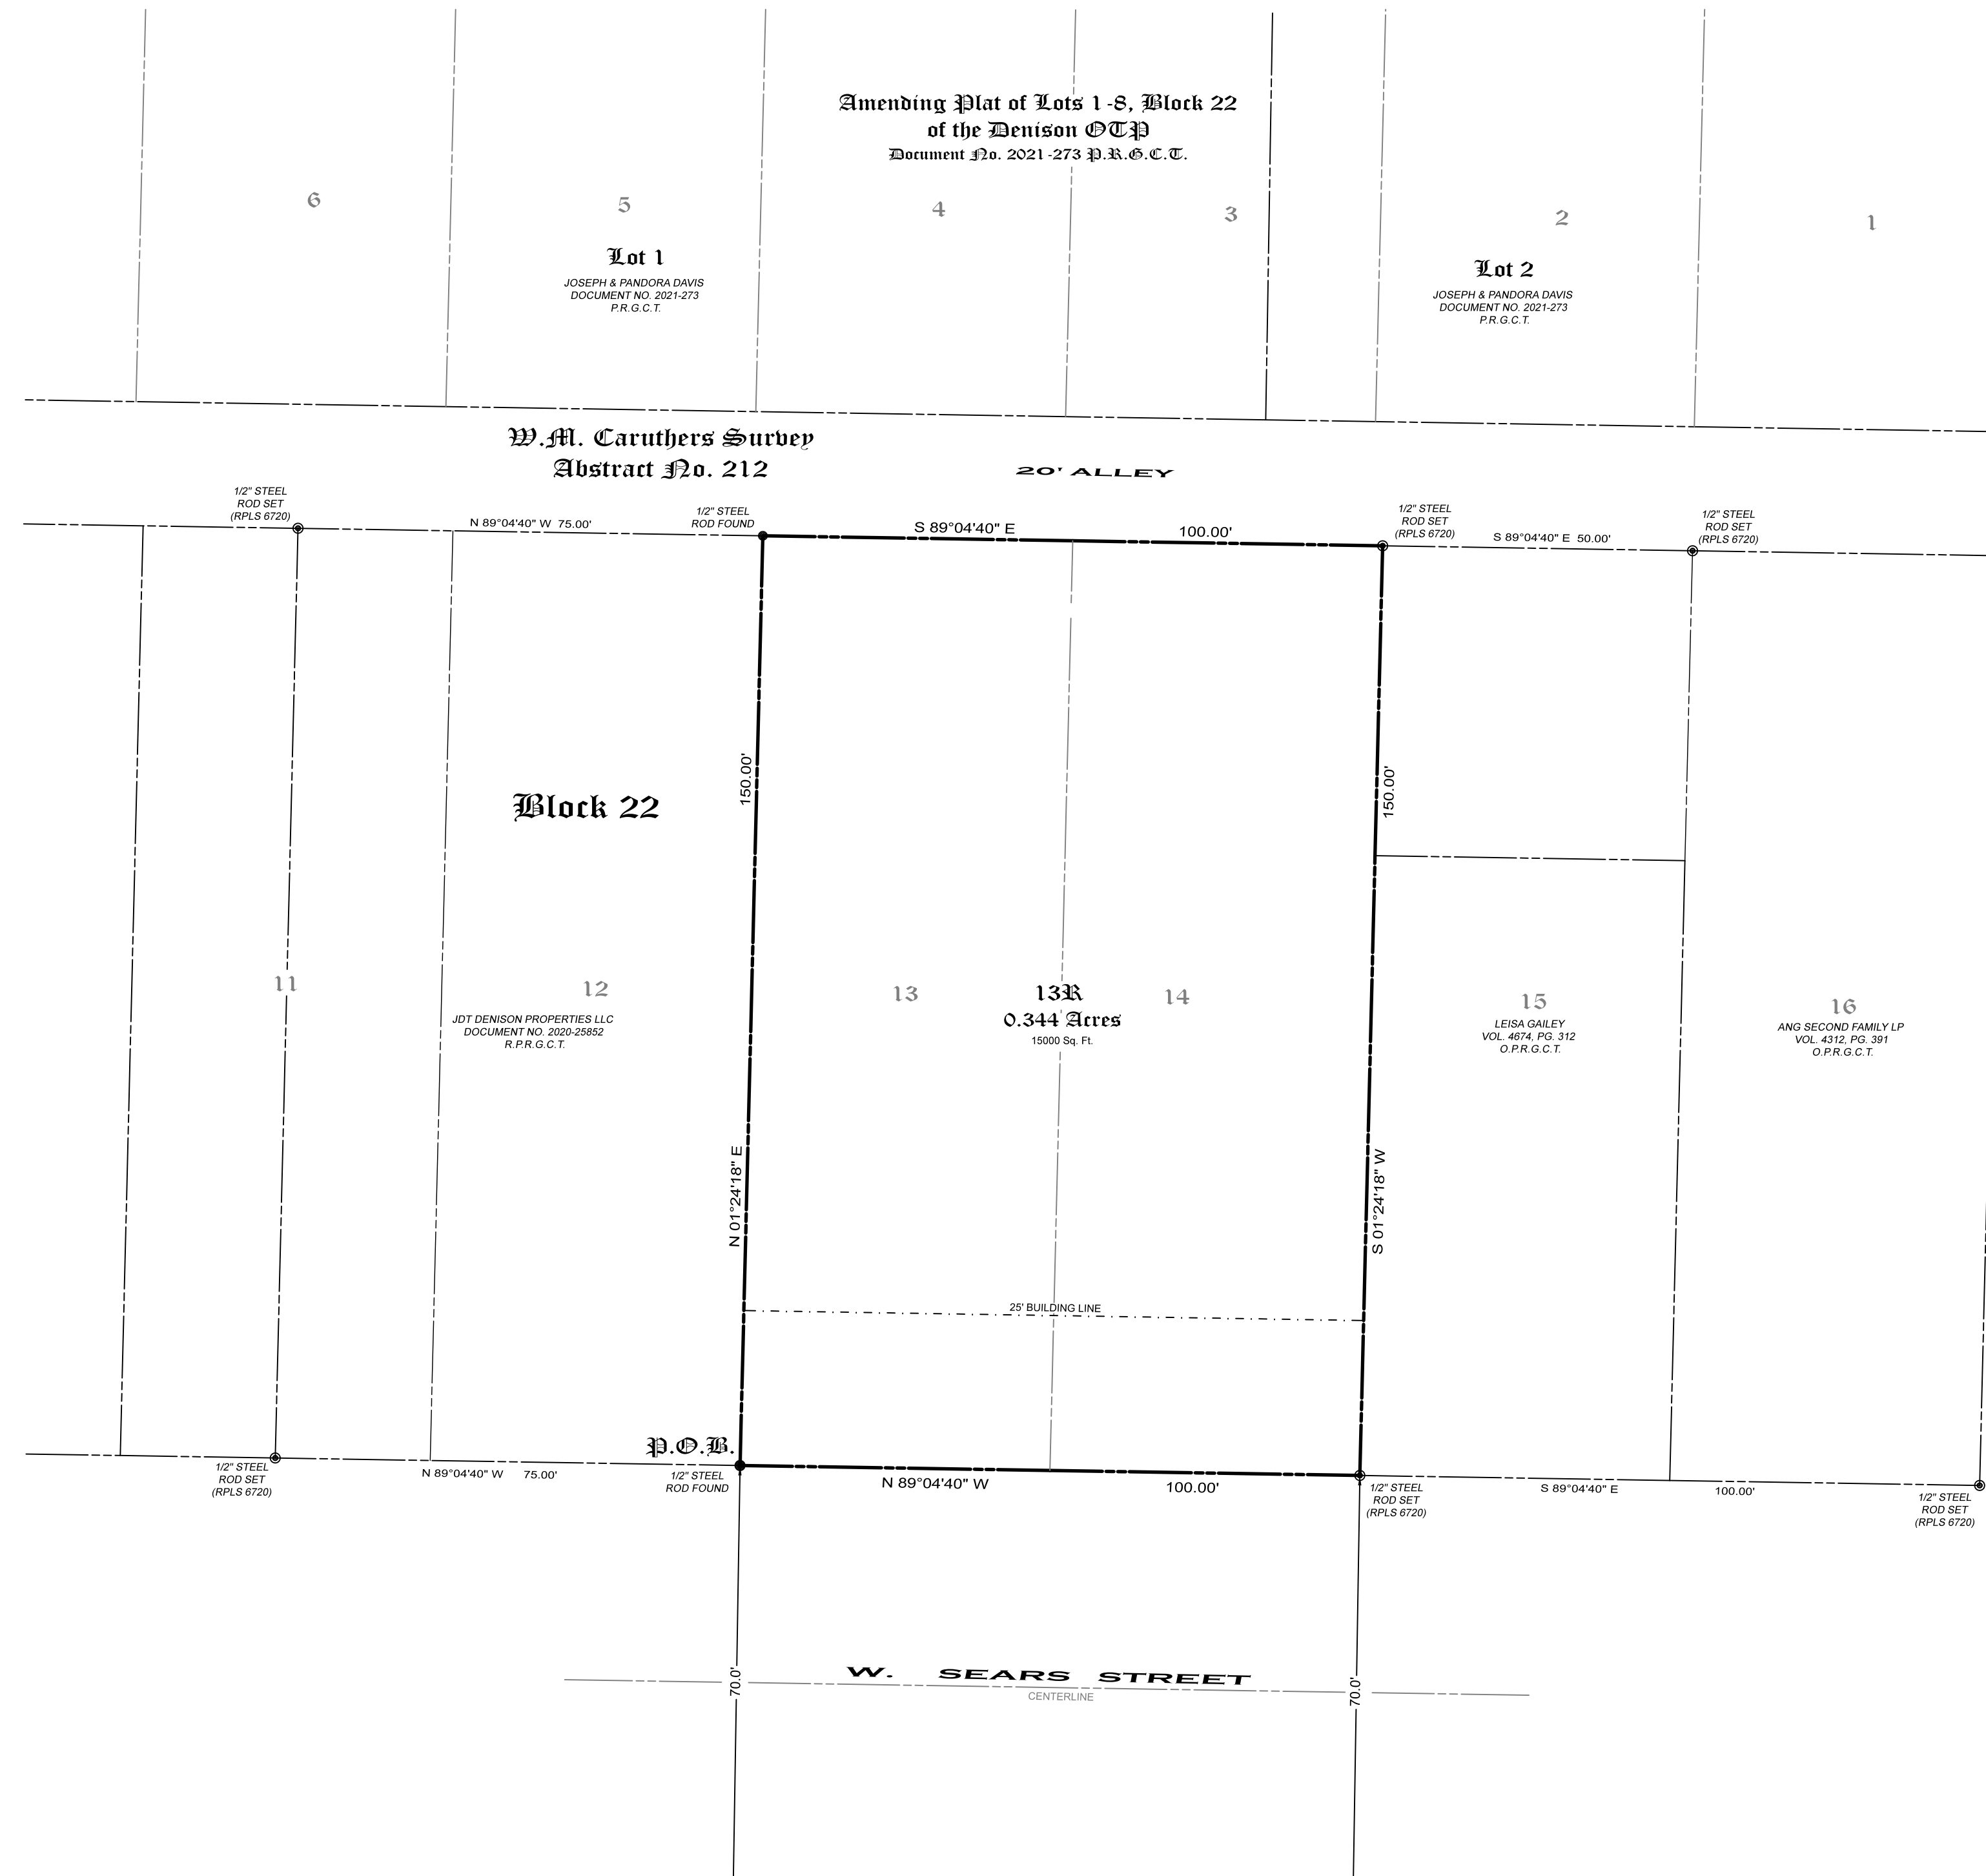 Amending Plat of Lots 1-8, Block 22
of the Denison OTP
Document No. 2021-273 P.R.G.C.T.
6
5
4
3
2
1
Lot 1
JOSEPH & PANDORA DAVIS
DOCUMENT NO. 2021-273
P.R.G.C.T.
Lot 2
JOSEPH & PANDORA DAVIS
DOCUMENT NO. 2021-273
P.R.G.C.T.
W.M. Caruthers Survey
Abstract No. 212
20' ALLEY
1/2" STEEL
ROD SET
(RPLS 6720)
N 89°04'40" W 75.00'
1/2" STEEL
ROD FOUND
S 89°04'40" E 100.00'
1/2" STEEL
ROD SET
(RPLS 6720)
S 89°04'40" E 50.00'
1/2" STEEL
ROD SET
(RPLS 6720)
150.00'
150.00'
Block 22
11
12
JDT DENISON PROPERTIES LLC
DOCUMENT NO. 2020-25852
R.P.R.G.C.T.
13
13R
0.344 Acres
15000 Sq. Ft.
14
15
LEISA GAILEY
VOL. 4674, PG. 312
O.P.R.G.C.T.
16
ANG SECOND FAMILY LP
VOL. 4312, PG. 391
O.P.R.G.C.T.
N 01°24'18" E
S 01°24'18" W
25' BUILDING LINE
P.O.B.
1/2" STEEL
ROD SET
(RPLS 6720)
N 89°04'40" W 75.00'
1/2" STEEL
ROD FOUND
N 89°04'40" W 100.00'
1/2" STEEL
ROD SET
(RPLS 6720)
S 89°04'40" E 100.00'
1/2" STEEL
ROD SET
(RPLS 6720)
70.0'
W. SEARS STREET
CENTERLINE
70.0'